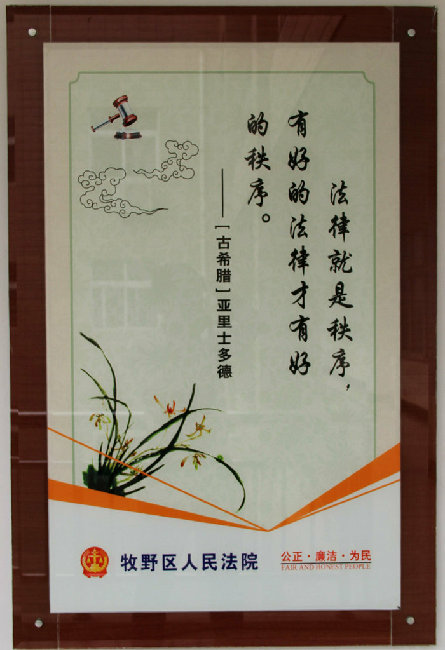 法律就是秩序，
有好的法律才有好
的秩序。
——［古希腊］亚里士多德
牧野区人民法院
公正·廉洁·为民
FAIR AND HONEST PEOPLE